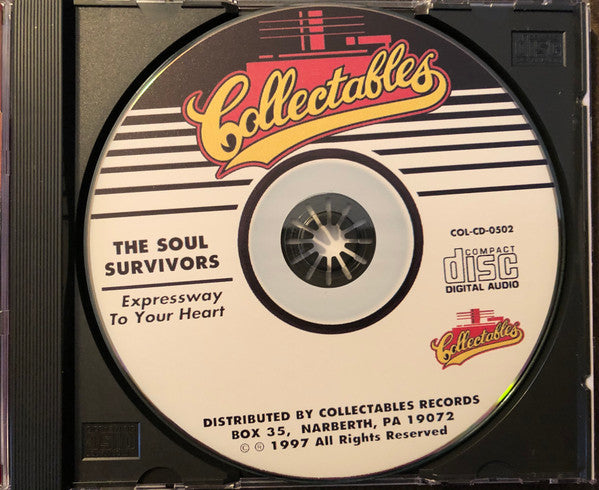 Collectables
COL-CD-0502
COMPACT
disc
DIGITAL AUDIO
THE SOUL
SURVIVORS
Expressway
To Your Heart
Collectables
DISTRIBUTED BY COLLECTABLES RECORDS
BOX 35, NARBERTH, PA 19072
© ℗ 1997 All Rights Reserved